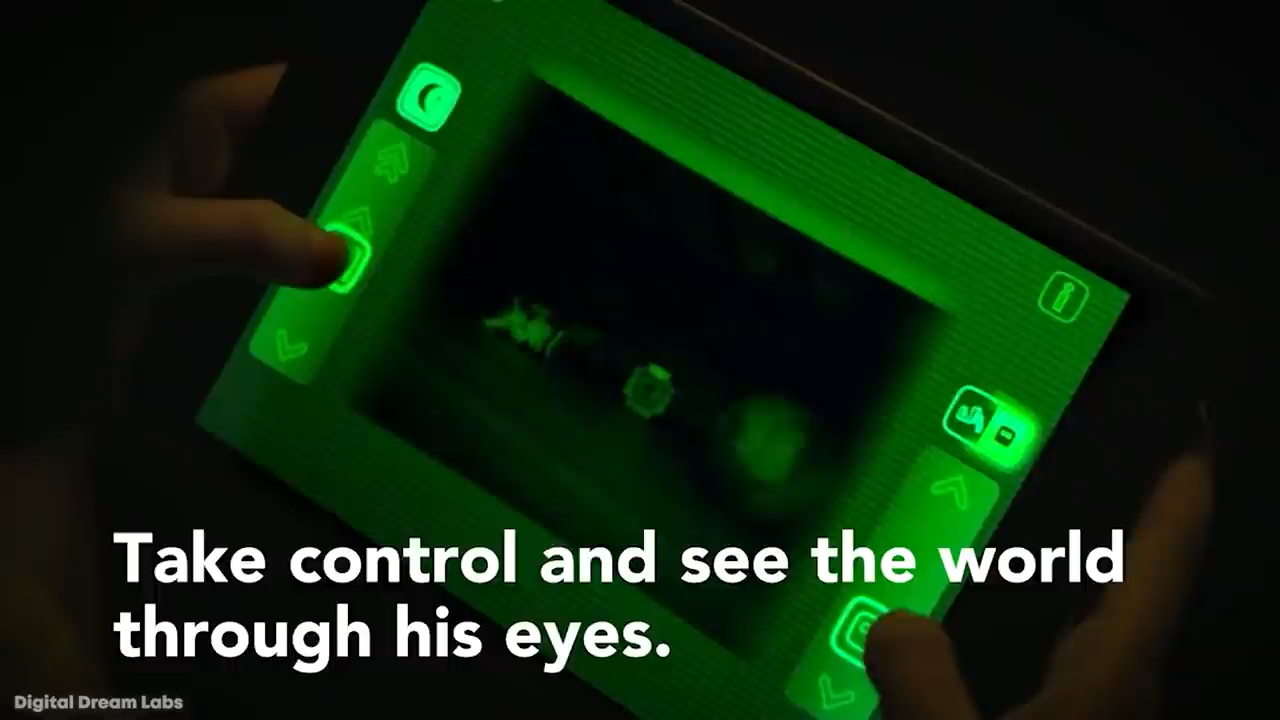 Take control and see the world
through his eyes.
Digital Dream Labs